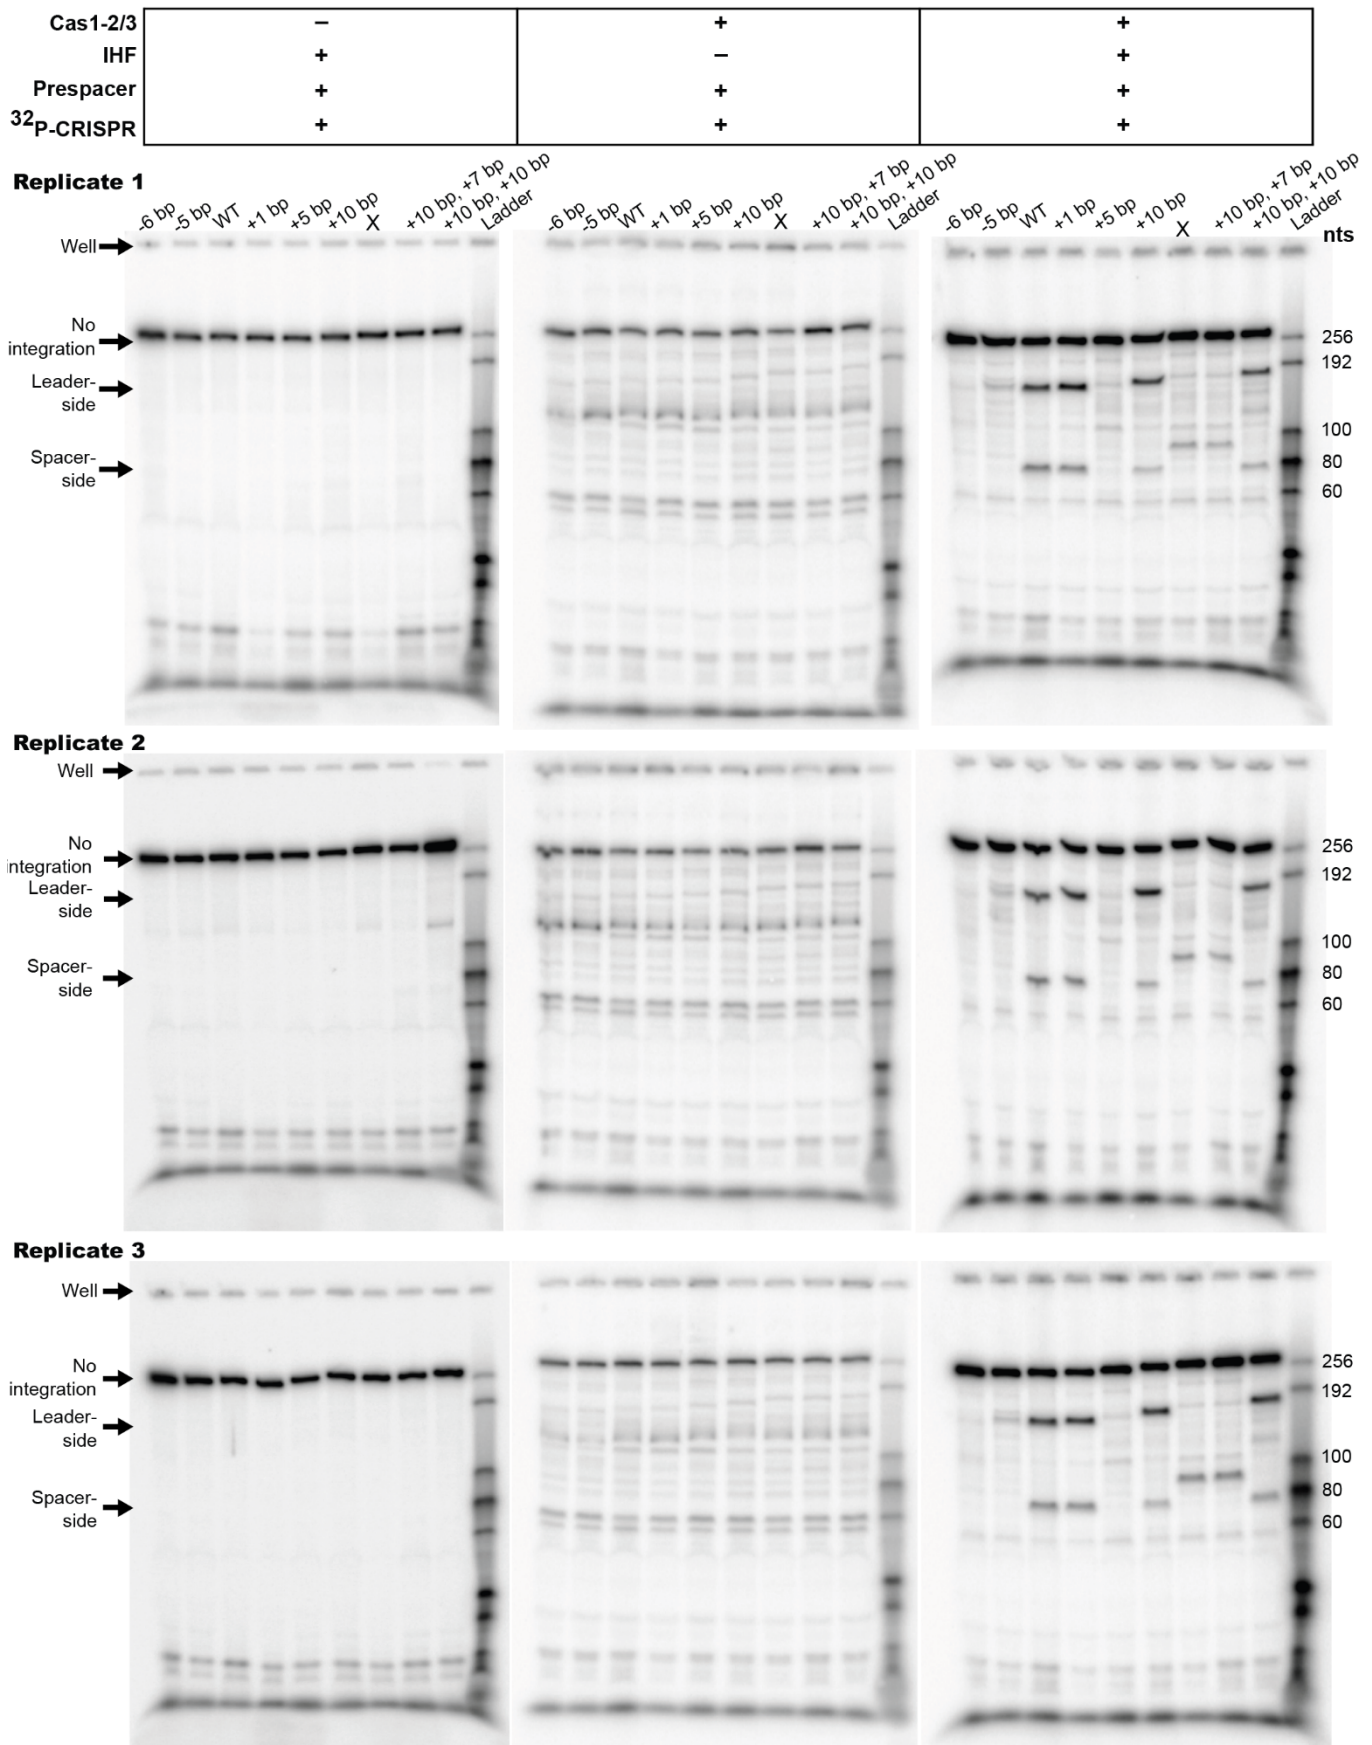 Cas1-2/3 – + +
IHF + – +
Prespacer + + +
32P-CRISPR + + +
Replicate 1
-6 bp -5 bp WT +1 bp +5 bp +10 bp X +10 bp, +7 bp +10 bp, +10 bp Ladder
-6 bp -5 bp WT +1 bp +5 bp +10 bp X +10 bp, +7 bp +10 bp, +10 bp Ladder
-6 bp -5 bp WT +1 bp +5 bp +10 bp X +10 bp, +7 bp +10 bp, +10 bp Ladder
nts
Well
No
integration
256
192
Leader-
side
100
Spacer-
side
80
60
Replicate 2
Well
No
integration
256
Leader-
side
192
100
Spacer-
side
80
60
Replicate 3
Well
No
integration
256
192
Leader-
side
100
Spacer-
side
80
60